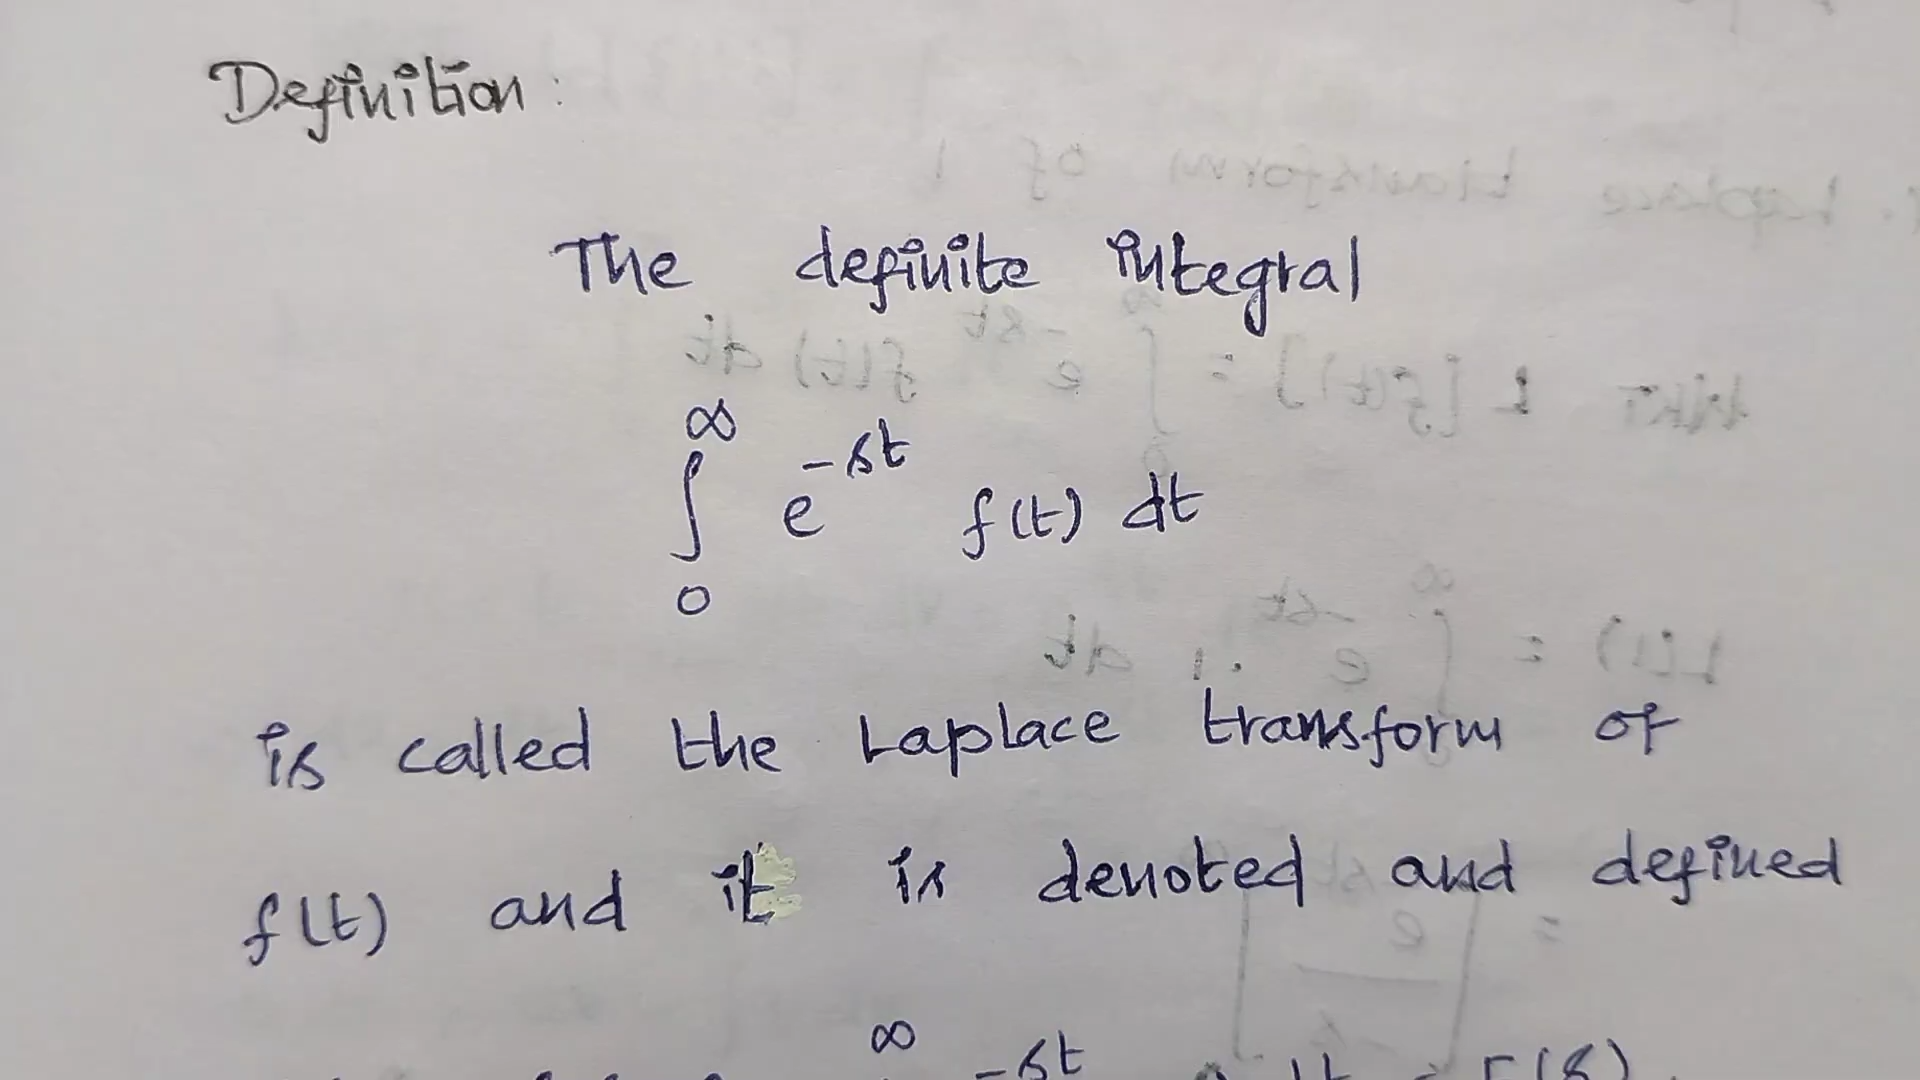 Definition:
The definite integral
∫₀^∞ e^{-st} f(t) dt
is called the Laplace transform of
f(t) and it is denoted and defined
∞ -st F(s).